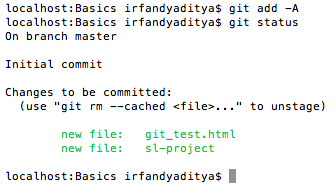 localhost:Basics irfandyaditya$ git add -A
localhost:Basics irfandyaditya$ git status
On branch master
Initial commit
Changes to be committed:
(use "git rm --cached <file>..." to unstage)
new file: git_test.html
new file: sl-project
localhost:Basics irfandyaditya$